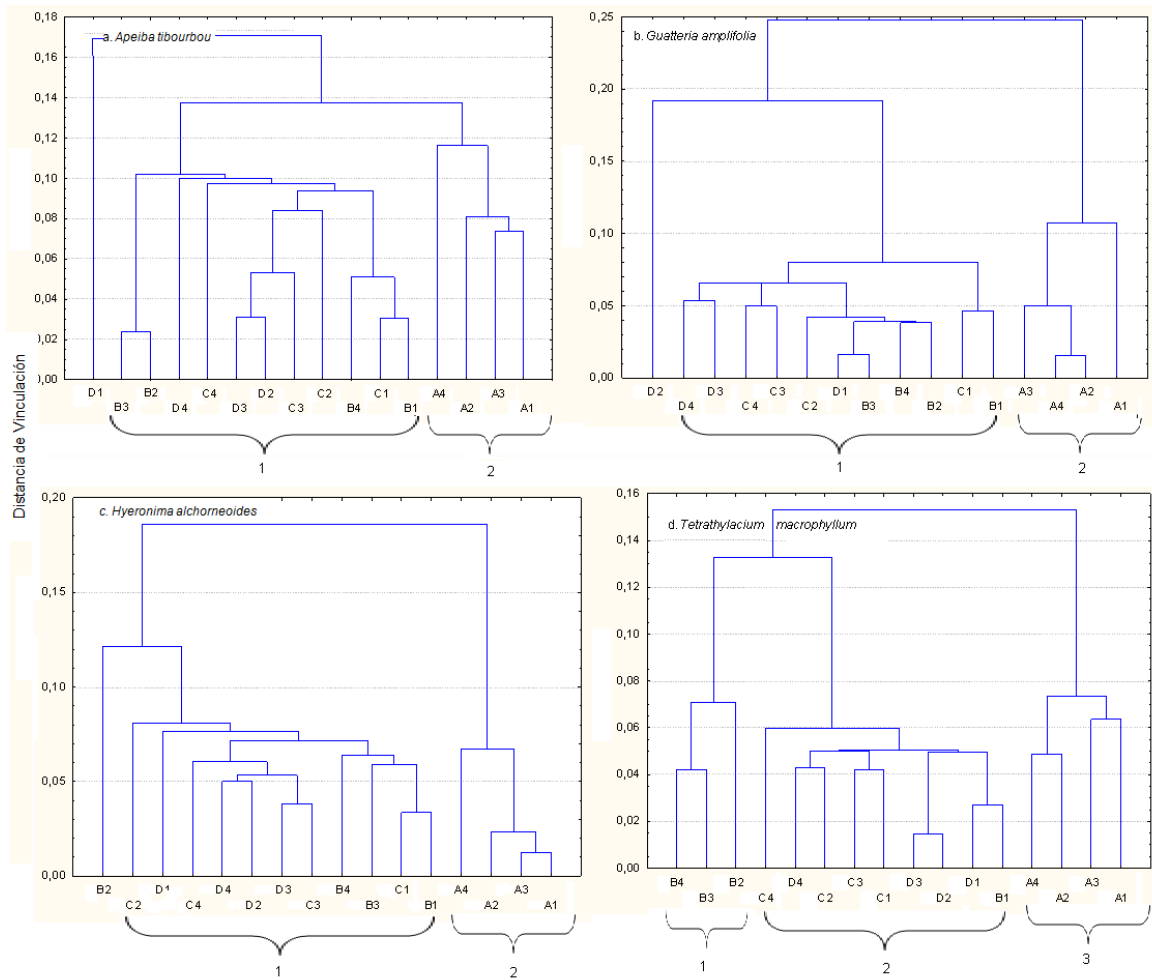 Distancia de Vinculación
a. Apeiba tibourbou
0,18
0,16
0,14
0,12
0,10
0,08
0,06
0,04
0,02
0,00
D1 B2 C4 D2 C2 C1 A4 A3
B3 D4 D3 C3 B4 B1 A2 A1
1 2
b. Guatteria amplifolia
0,25
0,20
0,15
0,10
0,05
0,00
D2 D3 C3 D1 B4 C1 A3 A2
D4 C4 C2 B3 B2 B1 A4 A1
1 2
c. Hyeronima alchorneoides
0,20
0,15
0,10
0,05
0,00
B2 D1 D4 D3 B4 C1 A4 A3
C2 C4 D2 C3 B3 B1 A2 A1
1 2
d. Tetrathylacium macrophyllum
0,16
0,14
0,12
0,10
0,08
0,06
0,04
0,02
0,00
B4 B2 D4 C3 D3 D1 A4 A3
B3 C4 C2 C1 D2 B1 A2 A1
1 2 3